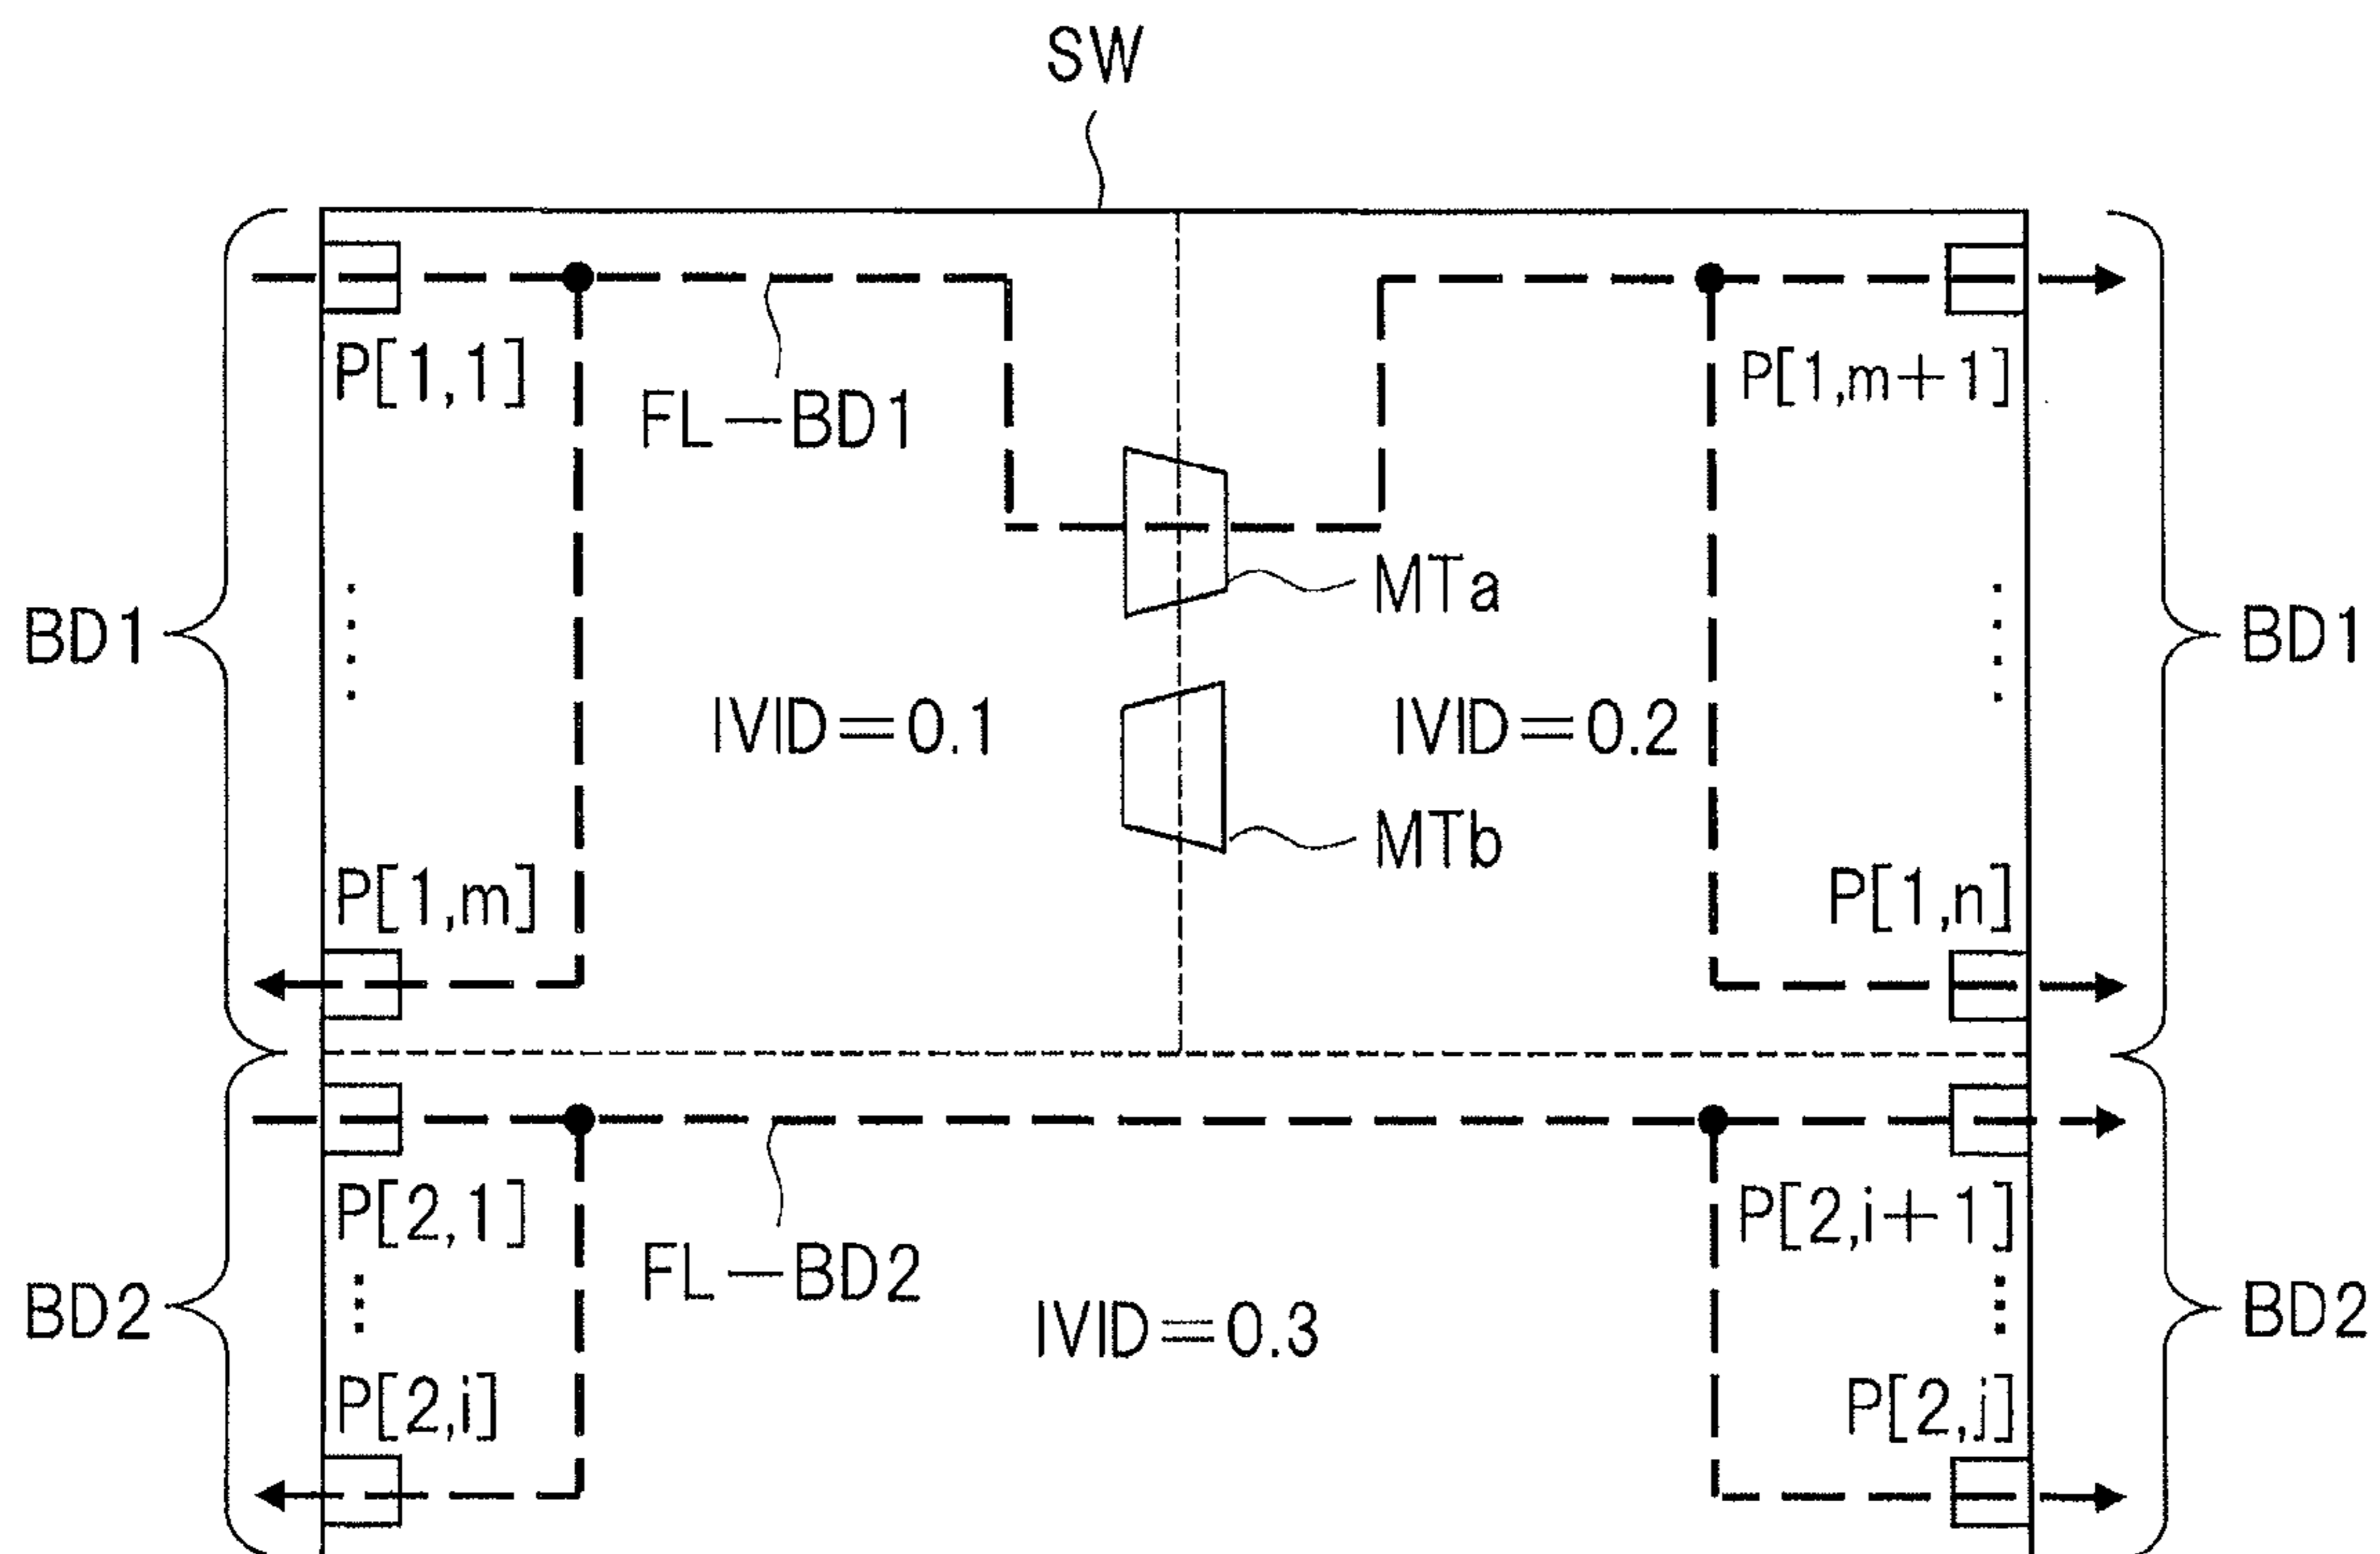 SW
P[1,1]
FL-BD1
P[1,m+1]
MTa
BD1
BD1
IVID=0.1
IVID=0.2
MTb
P[1,m]
P[1,n]
P[2,1]
P[2,i+1]
FL-BD2
BD2
IVID=0.3
BD2
P[2,i]
P[2,j]